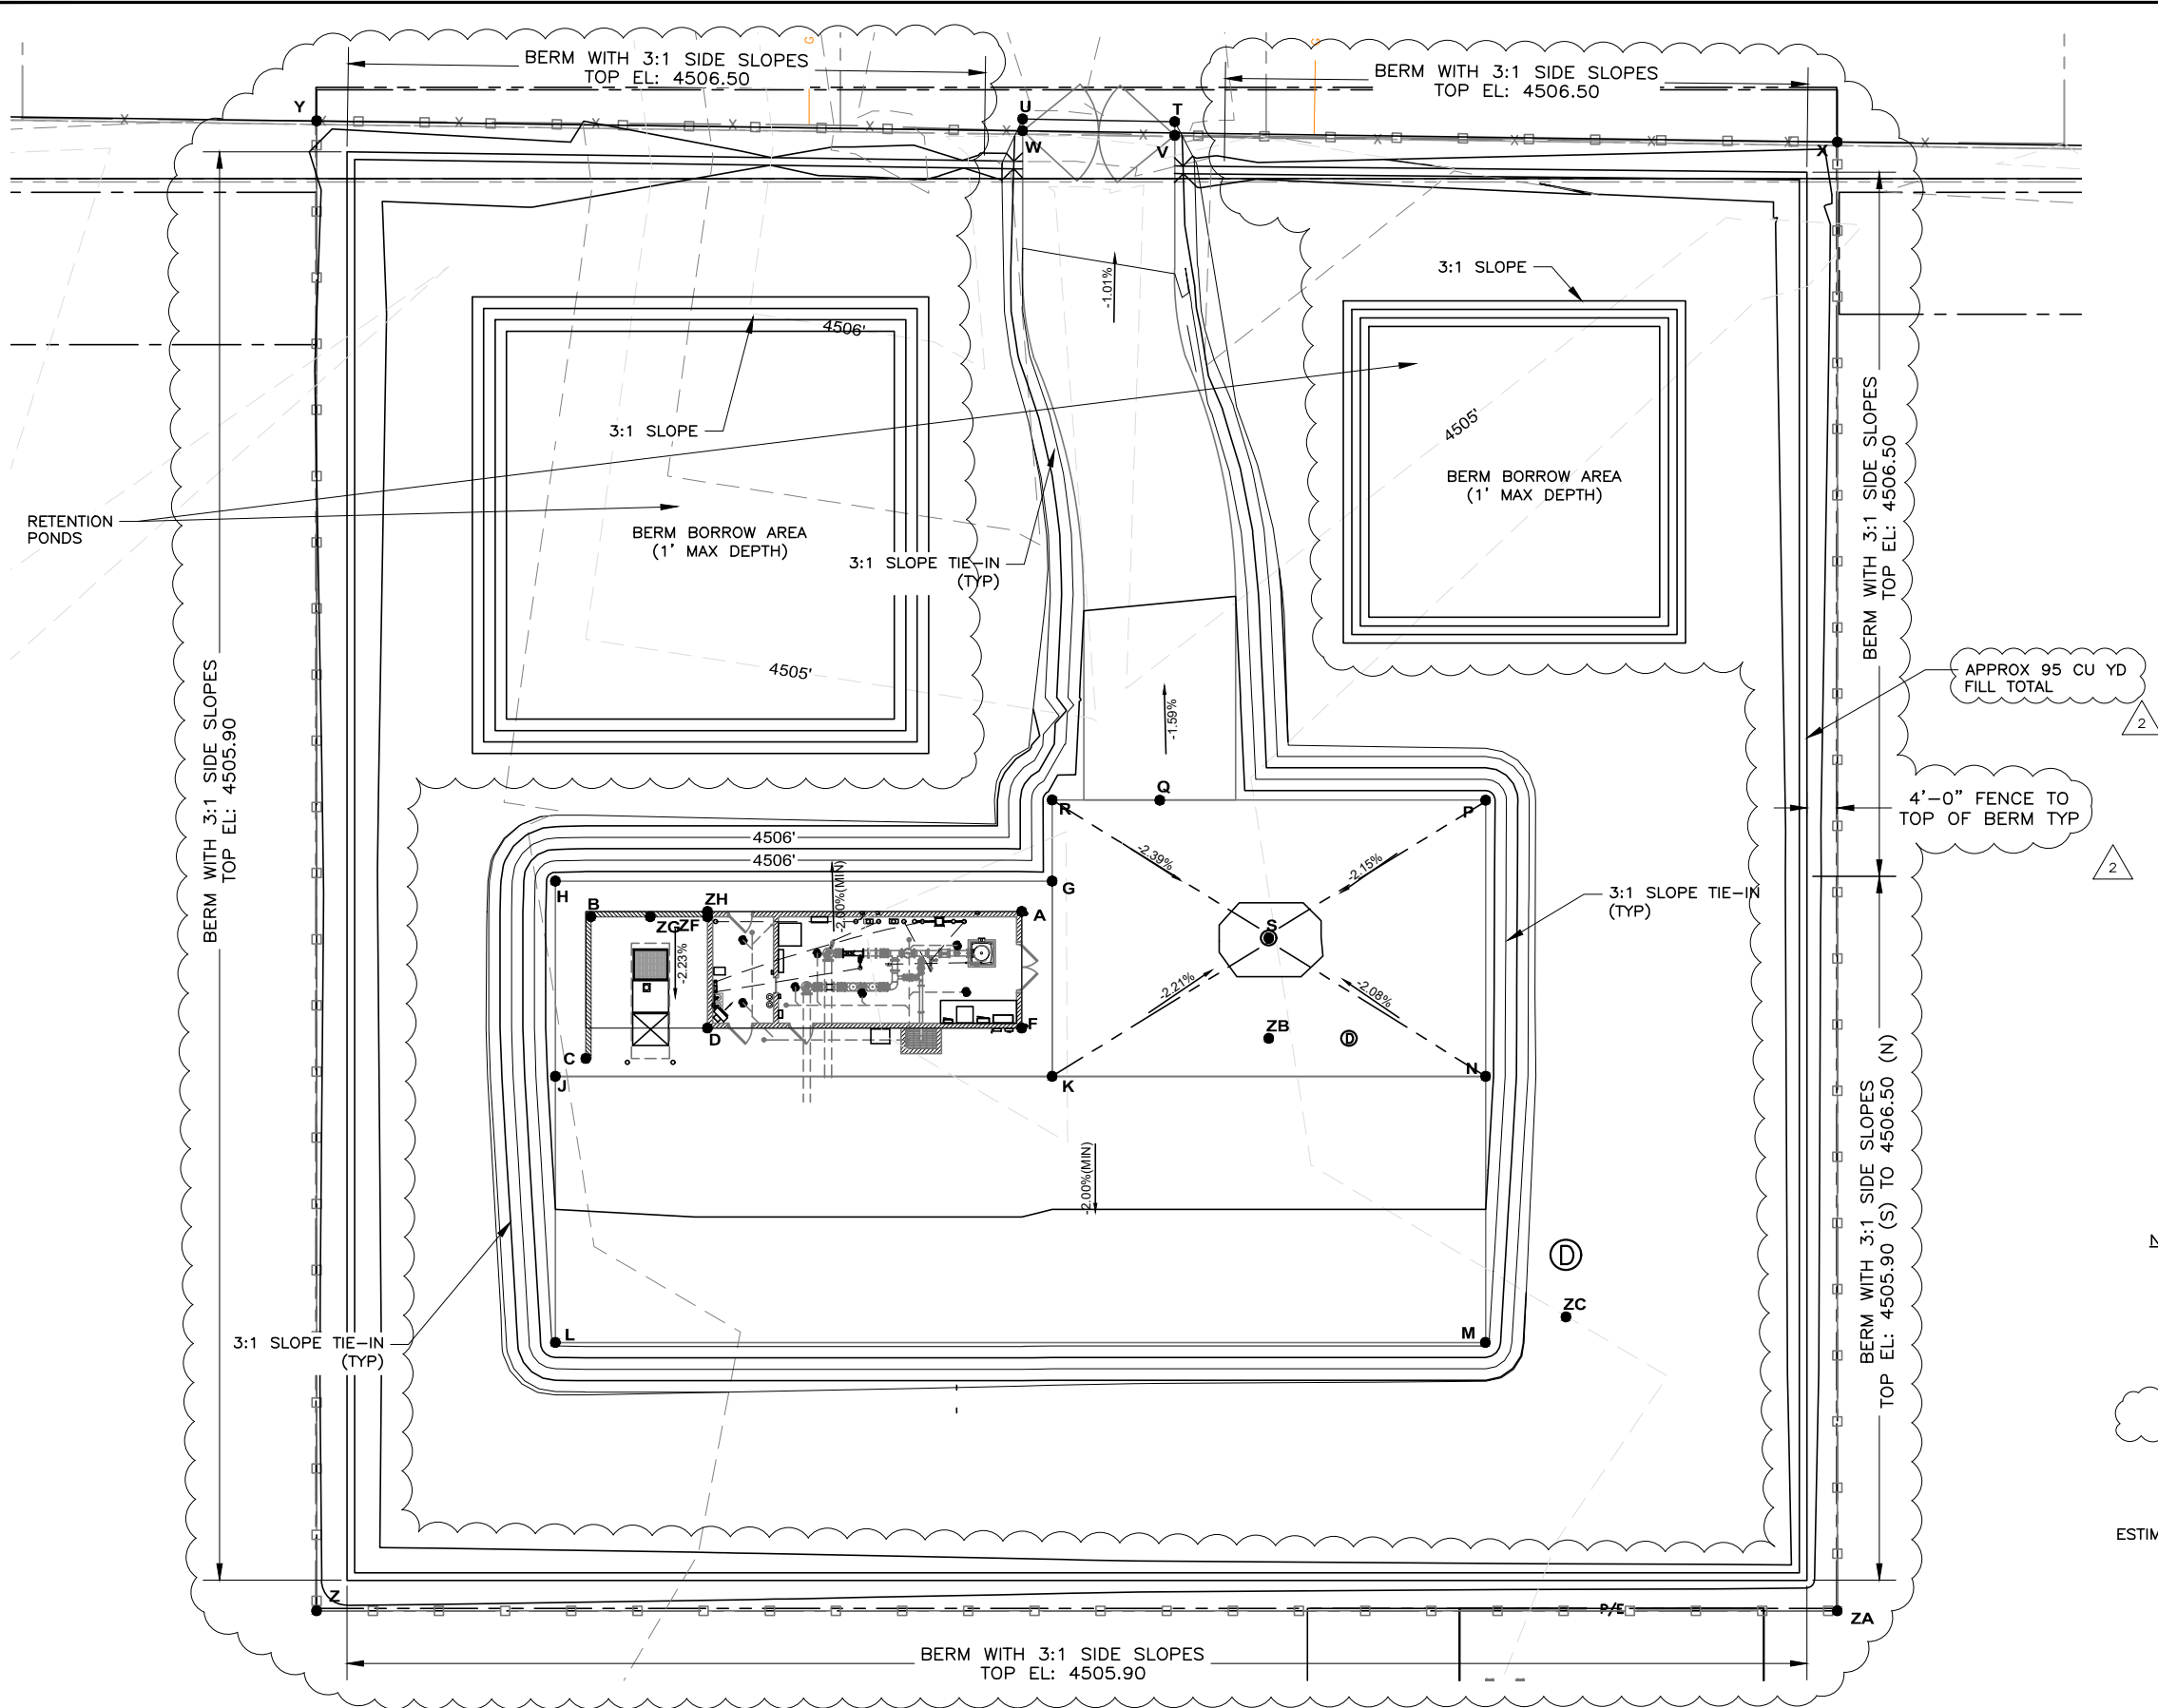 BERM WITH 3:1 SIDE SLOPES
TOP EL: 4506.50
BERM WITH 3:1 SIDE SLOPES
TOP EL: 4506.50
G
G
Y
U
T
W
V
X
X
X
X
X
X
X
X
X
X
X
X
X
-1.01%
3:1 SLOPE
4506'
3:1 SLOPE
4505'
BERM BORROW AREA
(1' MAX DEPTH)
RETENTION
PONDS
BERM BORROW AREA
(1' MAX DEPTH)
3:1 SLOPE TIE-IN
(TYP)
BERM WITH 3:1 SIDE SLOPES
TOP EL: 4506.50
4505'
-1.59%
APPROX 95 CU YD
FILL TOTAL
2
BERM WITH 3:1 SIDE SLOPES
TOP EL: 4505.90
4'-0" FENCE TO
TOP OF BERM TYP
2
Q
R
P
4506'
4506'
-2.39%
-2.15%
H
G
B
ZH
A
ZG
ZF
-2.00%(MIN)
-2.23%
S
3:1 SLOPE TIE-IN
(TYP)
-2.21%
-2.08%
D
F
ZB
D
C
J
K
N
-2.00%(MIN)
BERM WITH 3:1 SIDE SLOPES
TOP EL: 4505.90 (S) TO 4506.50 (N)
N
D
ZC
3:1 SLOPE TIE-IN
(TYP)
L
M
ESTIM
Z
P/E
ZA
BERM WITH 3:1 SIDE SLOPES
TOP EL: 4505.90